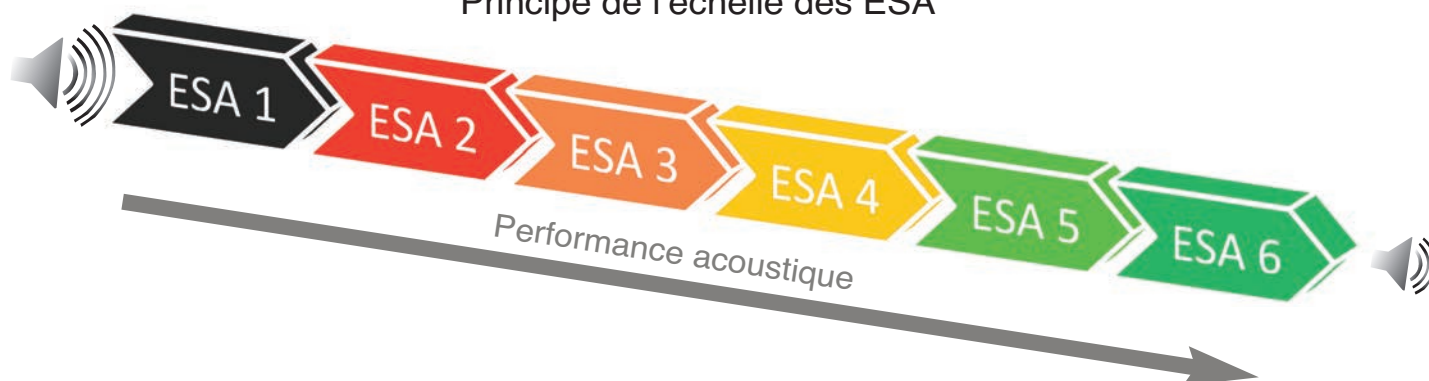 Principe de l'échelle des ESA
ESA 1
ESA 2
ESA 3
ESA 4
ESA 5
ESA 6
Performance acoustique